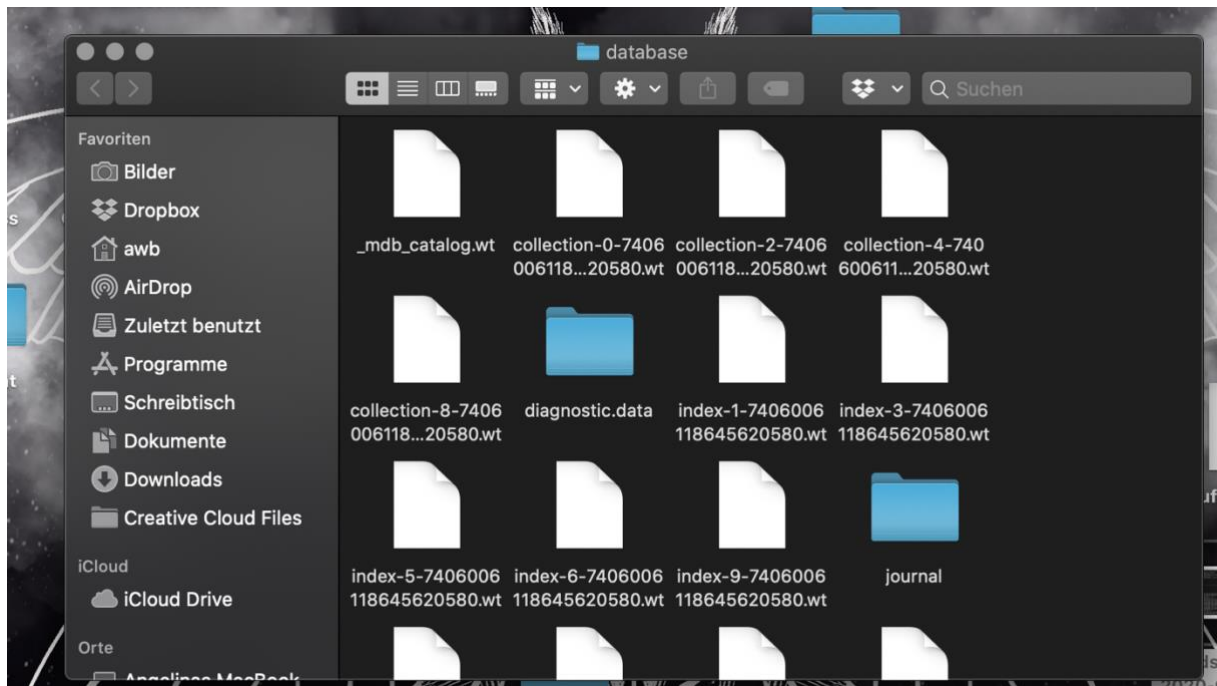 database
Suchen
Favoriten
Bilder
Dropbox
awb
AirDrop
Zuletzt benutzt
Programme
Schreibtisch
Dokumente
Downloads
Creative Cloud Files
iCloud
iCloud Drive
Orte
_mdb_catalog.wt
collection-0-7406
006118...20580.wt
collection-2-7406
006118...20580.wt
collection-4-740
600611...20580.wt
collection-8-7406
006118...20580.wt
diagnostic.data
index-1-7406006
118645620580.wt
index-3-7406006
118645620580.wt
index-5-7406006
118645620580.wt
index-6-7406006
118645620580.wt
index-9-7406006
118645620580.wt
journal